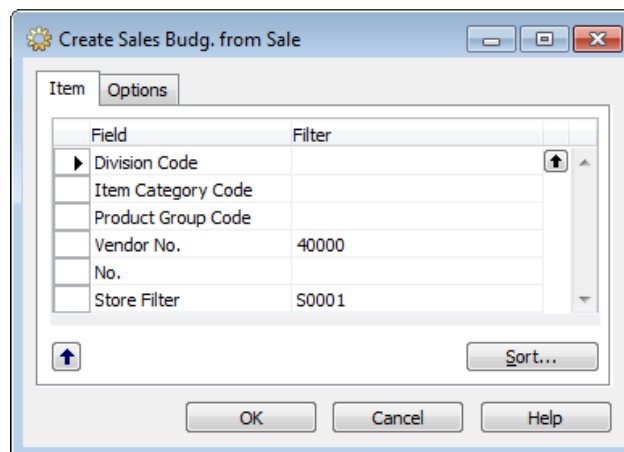 Create Sales Budg. from Sale
Item Options
Field Filter
Division Code
Item Category Code
Product Group Code
Vendor No. 40000
No.
Store Filter S0001
Sort...
OK Cancel Help